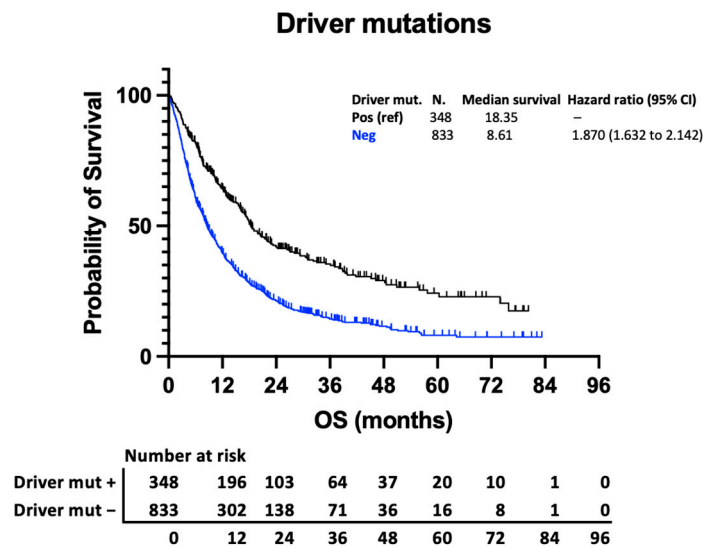 Driver mutations
Driver mut. N. Median survival Hazard ratio (95% CI)
Pos (ref) 348 18.35 –
Neg 833 8.61 1.870 (1.632 to 2.142)
Probability of Survival
100
50
0
0 12 24 36 48 60 72 84 96
OS (months)
Number at risk
Driver mut + 348 196 103 64 37 20 10 1 0
Driver mut – 833 302 138 71 36 16 8 1 0
0 12 24 36 48 60 72 84 96